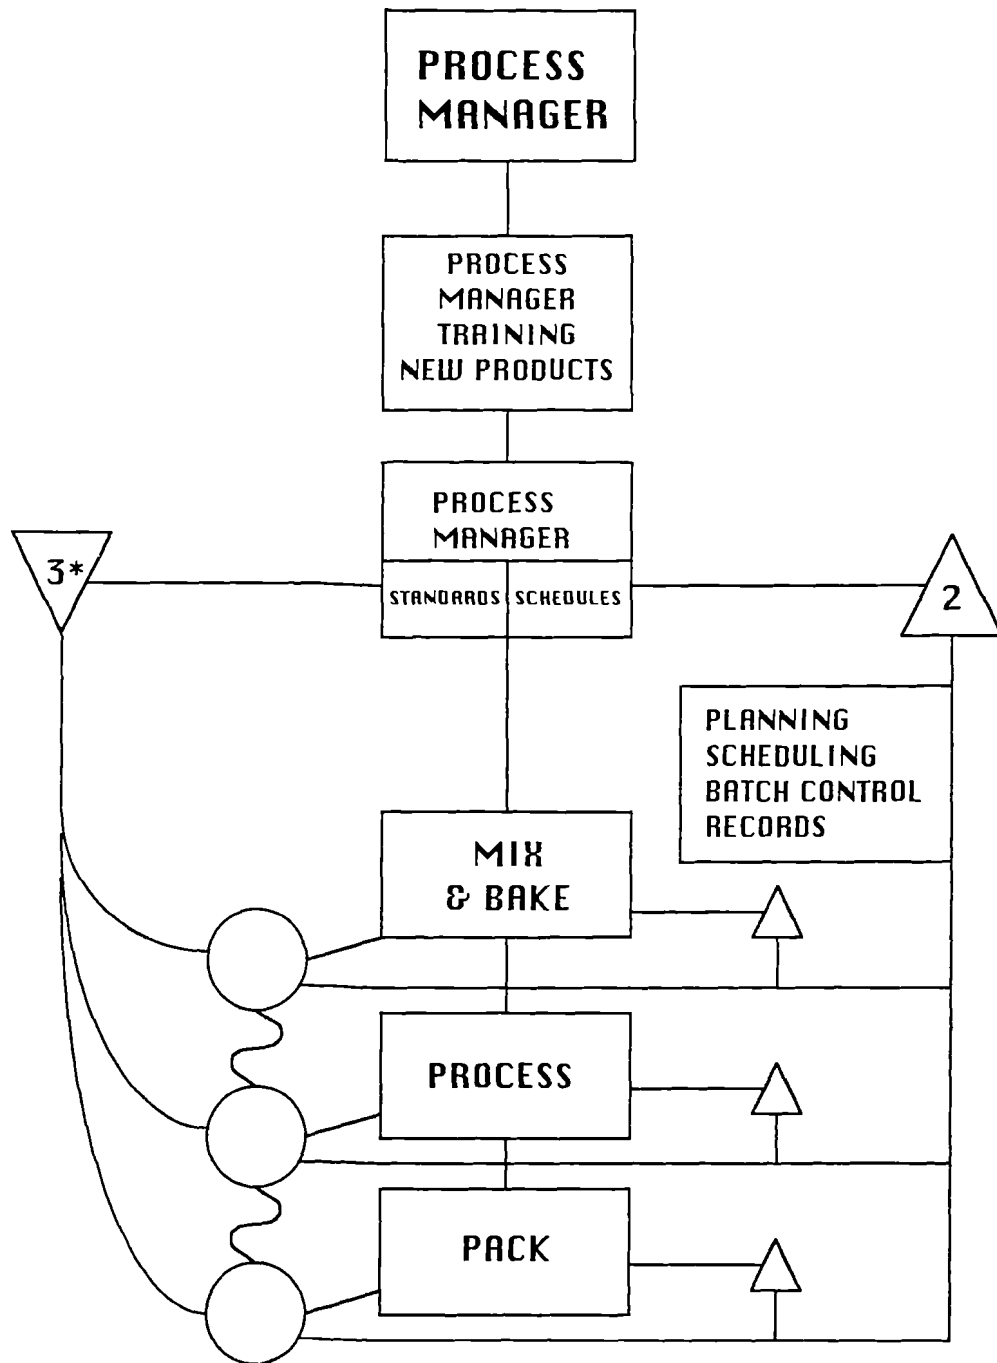 PROCESS
MANAGER
PROCESS
MANAGER
TRAINING
NEW PRODUCTS
PROCESS
MANAGER
3*
STANDARDS
SCHEDULES
2
PLANNING
SCHEDULING
BATCH CONTROL
RECORDS
MIX
& BAKE
PROCESS
PACK